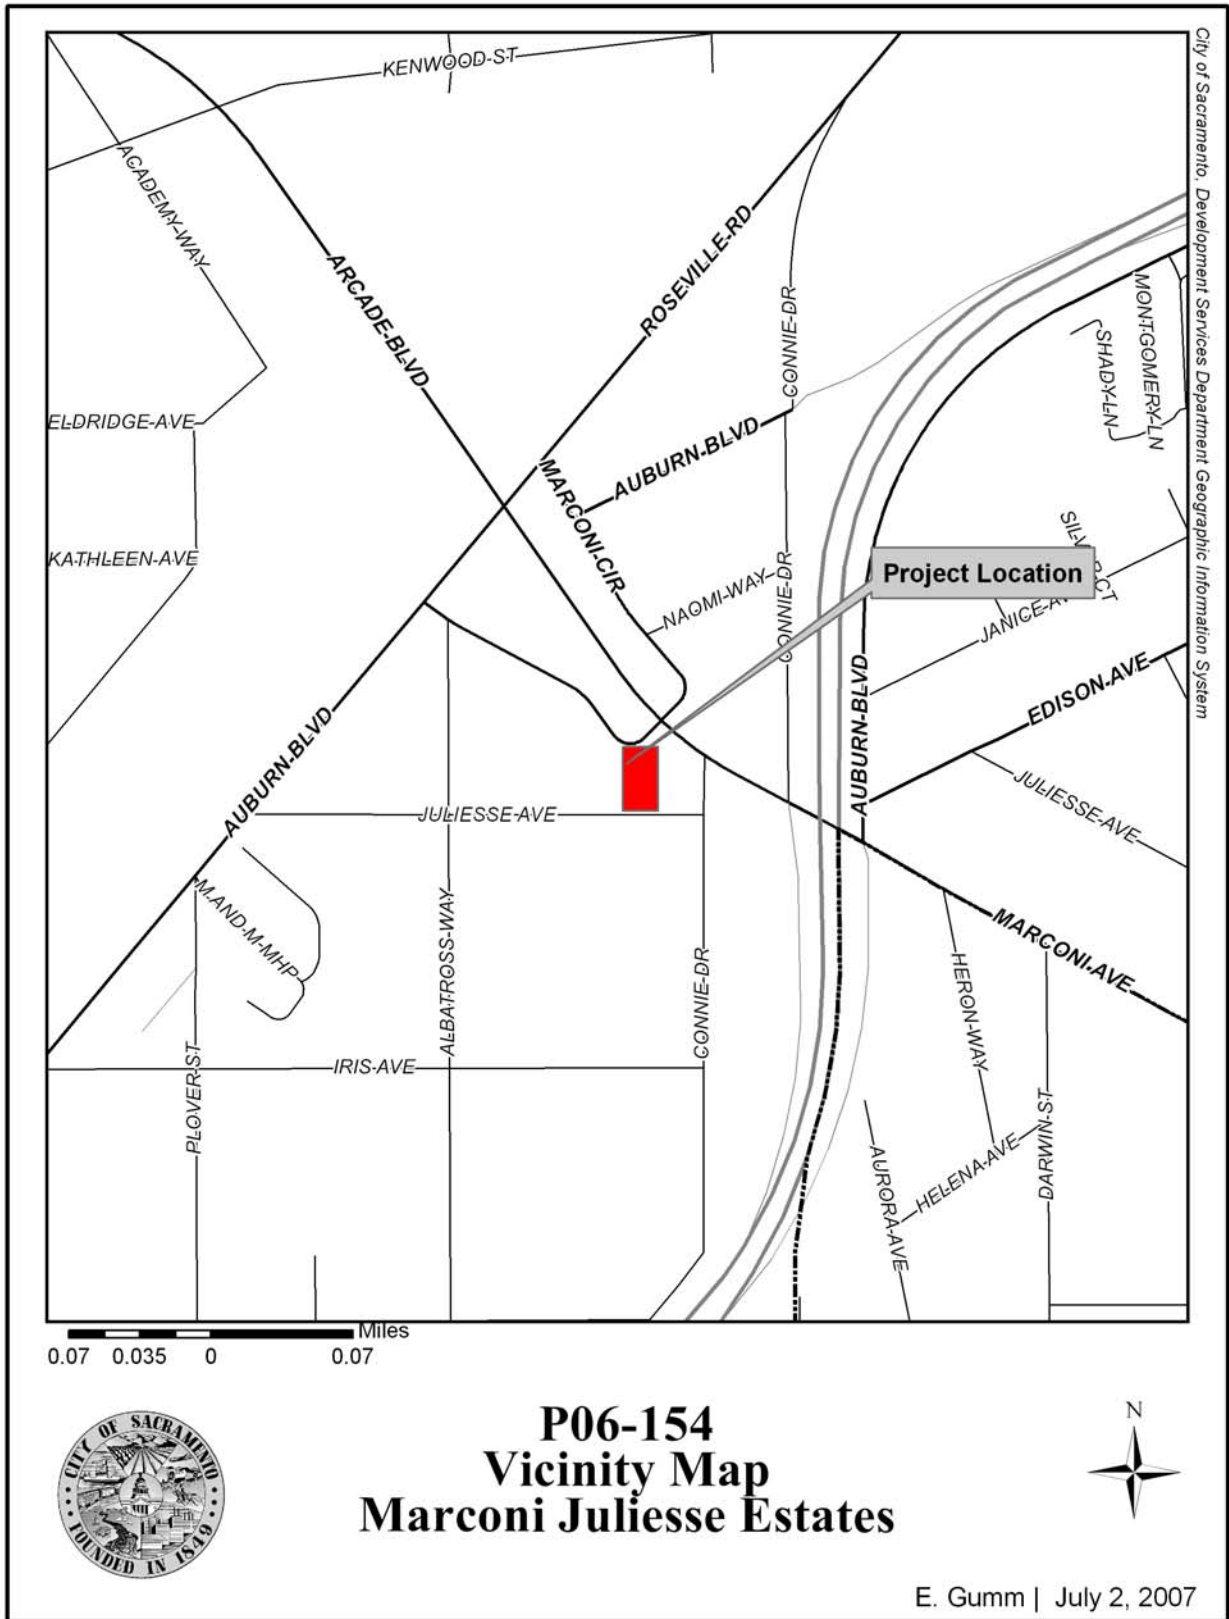 City of Sacramento, Development Services Department Geographic Information System
KENWOOD ST
ACADEMY WAY
ARCADE BLVD
ROSEVILLE RD
CONNIE DR
MONTGOMERY LN
SHADY LN
ELDRIDGE AVE
AUBURN BLVD
MARCONI CIR
KATHLEEN AVE
NAOMI WAY
CONNIE DR
Project Location
CT
JANICE
EDISON AVE
AUBURN BLVD
AUBURN BLVD
JULIESSE AVE
JULIESSE AVE
M AND M MHP
ALBATROSS WAY
CONNIE DR
MARCONI AVE
HERON WAY
PLOVER ST
IRIS AVE
DARWIN ST
HELENA AVE
AURORA AVE
Miles
0.07 0.035 0 0.07
CITY OF SACRAMENTO
FOUNDED IN 1849
P06-154
Vicinity Map
Marconi Juliesse Estates
N
E. Gumm | July 2, 2007